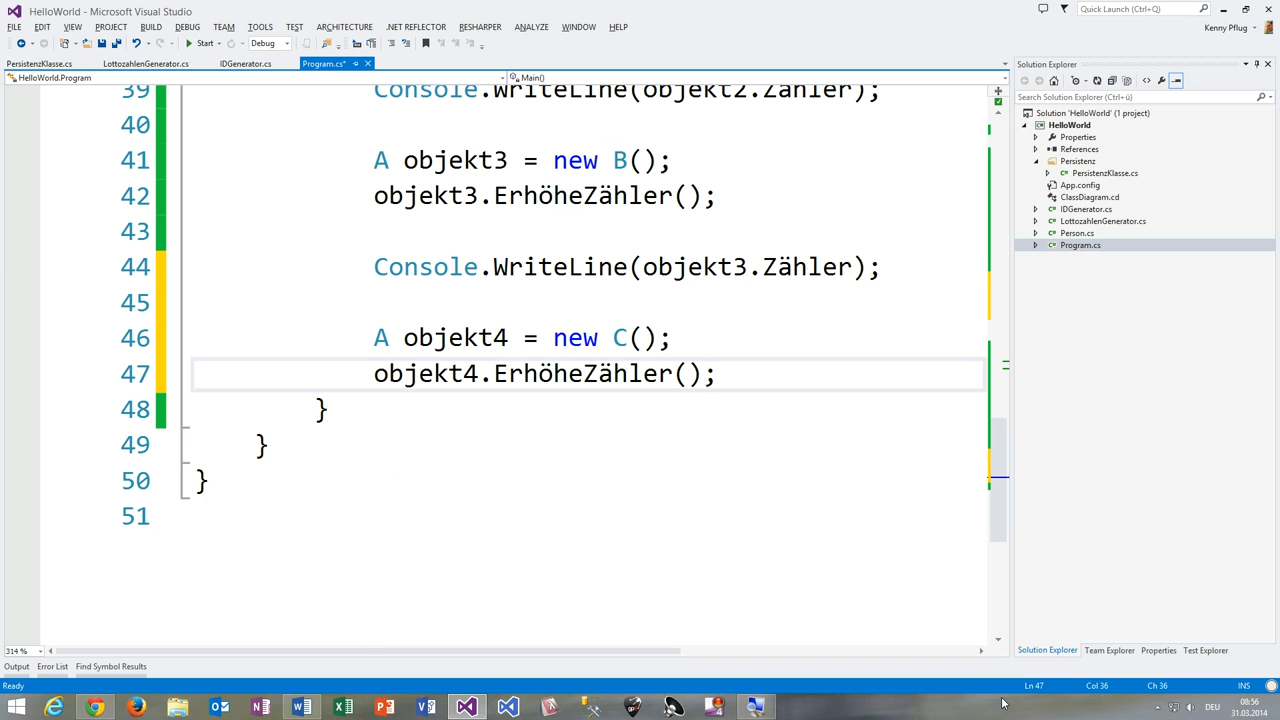 HelloWorld - Microsoft Visual Studio
Quick Launch (Ctrl+Q)
FILE EDIT VIEW PROJECT BUILD DEBUG TEAM TOOLS TEST ARCHITECTURE .NET REFLECTOR RESHARPER ANALYZE WINDOW HELP
Kenny Pflug
Start Debug
PersistenzKlasse.cs LottozahlenGenerator.cs IDGenerator.cs Program.cs*
HelloWorld.Program Main()
39 Console.WriteLine(objekt2.Zähler);
40
41 A objekt3 = new B();
42 objekt3.ErhöheZähler();
43
44 Console.WriteLine(objekt3.Zähler);
45
46 A objekt4 = new C();
47 objekt4.ErhöheZähler();
48 }
49 }
50 }
51
314 %
Solution Explorer
Search Solution Explorer (Ctrl+ü)
Solution 'HelloWorld' (1 project)
HelloWorld
Properties
References
Persistenz
PersistenzKlasse.cs
App.config
ClassDiagram.cd
IDGenerator.cs
LottozahlenGenerator.cs
Person.cs
Program.cs
Solution Explorer Team Explorer Properties Test Explorer
Output Error List Find Symbol Results
Ready Ln 47 Col 36 Ch 36 INS
DEU
08:56
31.03.2014